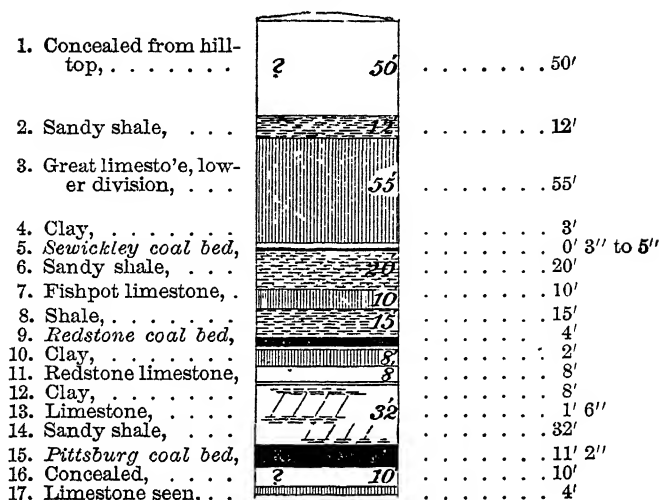 1. Concealed from hill-
top, . . . . . . . ? 50' . . . . . . . 50'
2. Sandy shale, . . . 12 . . . . . . . 12'
3. Great limesto'e, low-
er division, . . . 55' . . . . . . . 55'
4. Clay, . . . . . . . . . . . . . . 3'
5. Sewickley coal bed, . . . . . . . 0' 3" to 5"
6. Sandy shale, . . . 20' . . . . . . . 20'
7. Fishpot limestone, . 10 . . . . . . . 10'
8. Shale, . . . . . . 15' . . . . . . . 15'
9. Redstone coal bed, . . . . . . . 4'
10. Clay, . . . . . . . . . . . . . . 2'
11. Redstone limestone, 8' . . . . . . . 8'
12. Clay, . . . . . . . 8 . . . . . . . 8'
13. Limestone, . . . . . . . . . . . 1' 6"
14. Sandy shale, . . . . 32' . . . . . . . 32'
15. Pittsburg coal bed, . . . . . . . 11' 2"
16. Concealed, . . . . ? 10' . . . . . . . 10'
17. Limestone seen, . . . . . . . . . 4'